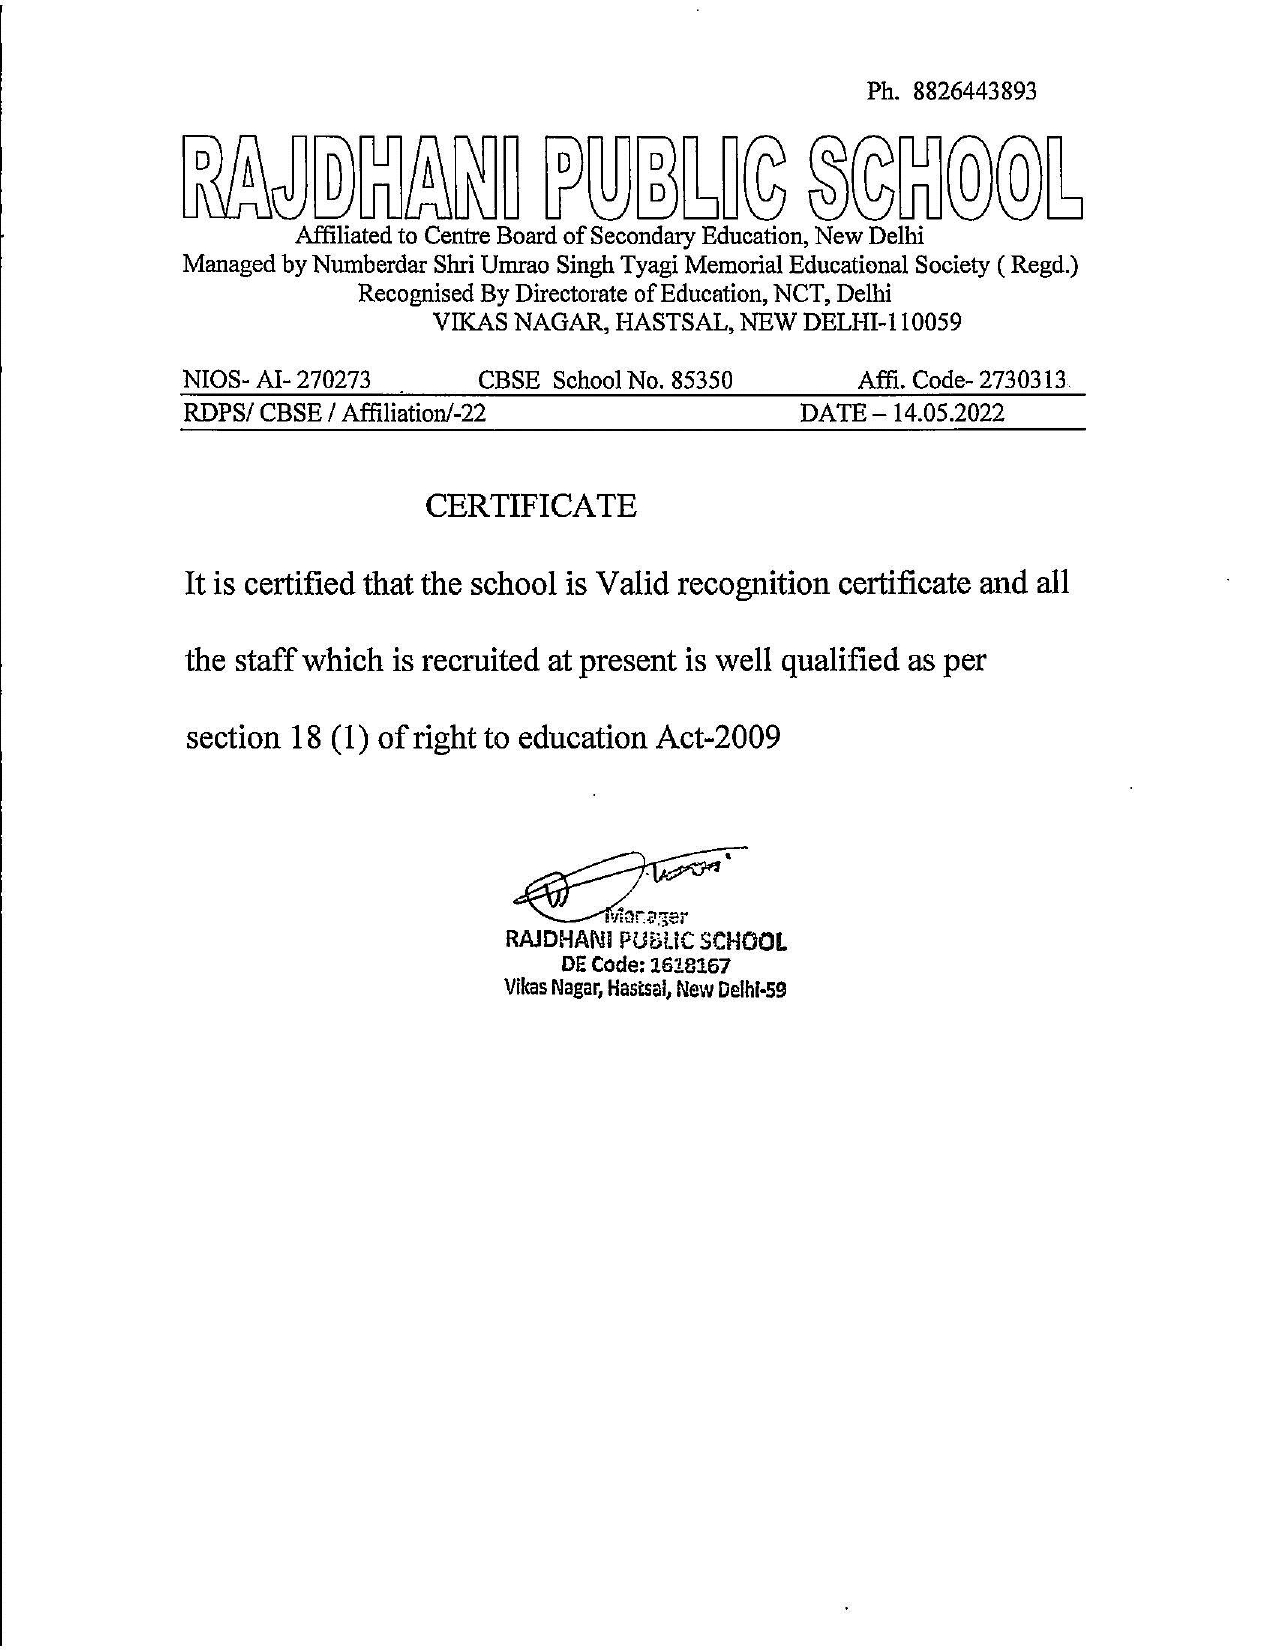 Ph. 8826443893
RAJDHANI PUBLIC SCHOOL
Affiliated to Centre Board of Secondary Education, New Delhi
Managed by Numberdar Shri Umrao Singh Tyagi Memorial Educational Society ( Regd.)
Recognised By Directorate of Education, NCT, Delhi
VIKAS NAGAR, HASTSAL, NEW DELHI-110059
NIOS- AI- 270273 CBSE School No. 85350 Affi. Code- 2730313
RDPS/ CBSE / Affiliation/-22 DATE – 14.05.2022
CERTIFICATE
It is certified that the school is Valid recognition certificate and all
the staff which is recruited at present is well qualified as per
section 18 (1) of right to education Act-2009
Manager
RAJDHANI PUBLIC SCHOOL
DE Code: 1618167
Vikas Nagar, Hastsal, New Delhi-59